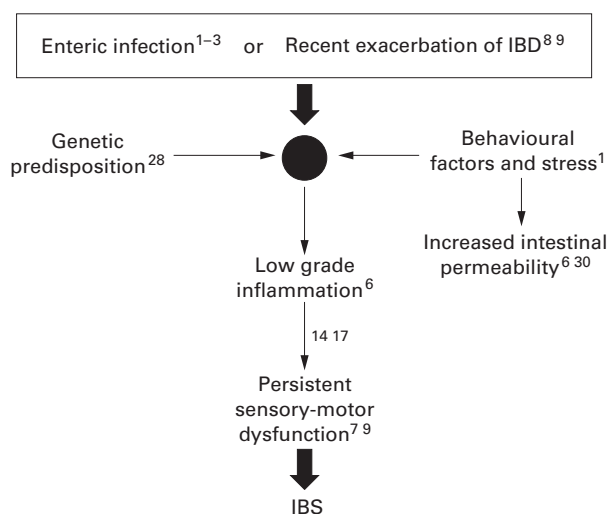 Enteric infection1–3 or Recent exacerbation of IBD8 9
Genetic
predisposition28
Behavioural
factors and stress1
Increased intestinal
permeability6 30
Low grade
inflammation6
14 17
Persistent
sensory-motor
dysfunction7 9
IBS